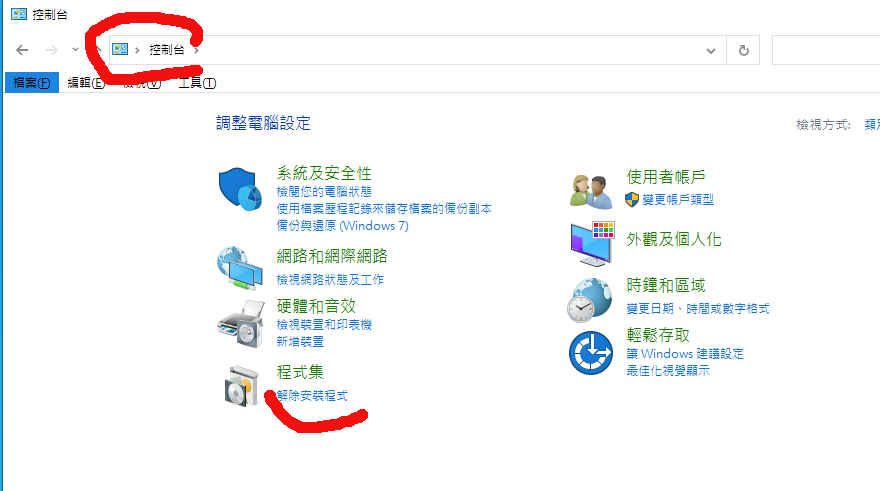 控制台
控制台
檔案(F) 編輯(E) 檢視(V) 工具(T)
調整電腦設定
檢視方式:
系統及安全性
檢閱您的電腦狀態
使用檔案歷程記錄來儲存檔案的備份副本
備份與還原 (Windows 7)
網路和網際網路
檢視網路狀態及工作
硬體和音效
檢視裝置和印表機
新增裝置
程式集
解除安裝程式
使用者帳戶
變更帳戶類型
外觀及個人化
時鐘和區域
變更日期、時間或數字格式
輕鬆存取
讓 Windows 建議設定
最佳化視覺顯示